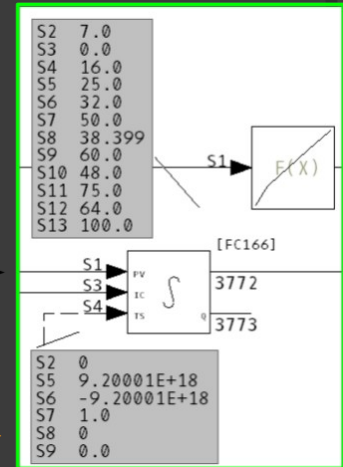 S2 7.0
S3 0.0
S4 16.0
S5 25.0
S6 32.0
S7 50.0
S8 38.399
S9 60.0
S10 48.0
S11 75.0
S12 64.0
S13 100.0
S1
F(X)
[FC166]
S1 PV
3772
S3 IC
S4 TS
Q 3773
S2 0
S5 9.20001E+18
S6 -9.20001E+18
S7 1.0
S8 0
S9 0.0